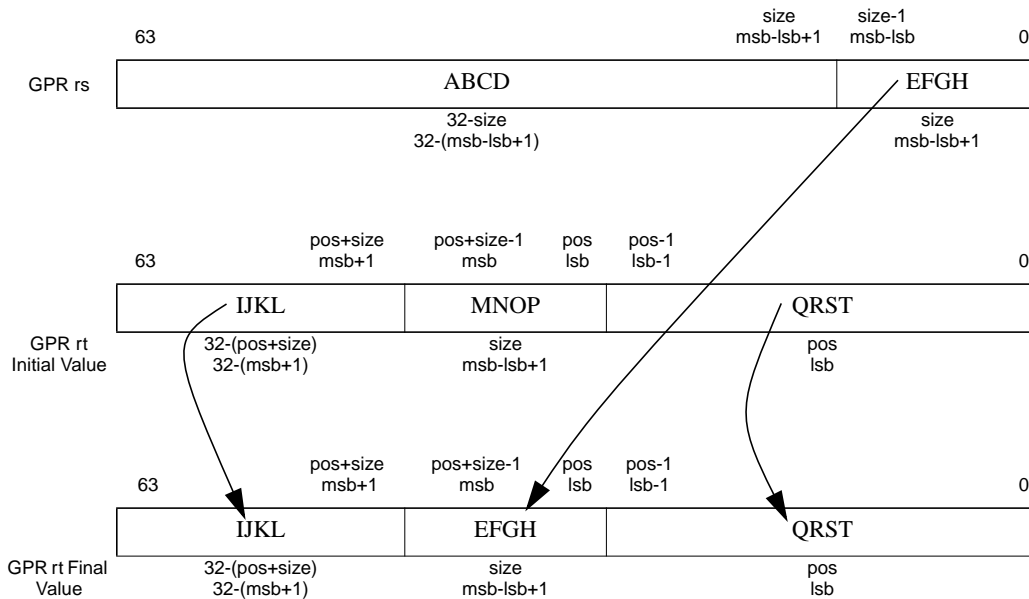 size size-1
63 msb-lsb+1 msb-lsb 0
GPR rs ABCD EFGH
32-size size
32-(msb-lsb+1) msb-lsb+1
pos+size pos+size-1 pos pos-1
63 msb+1 msb lsb lsb-1 0
IJKL MNOP QRST
GPR rt 32-(pos+size) size pos
Initial Value 32-(msb+1) msb-lsb+1 lsb
pos+size pos+size-1 pos pos-1
63 msb+1 msb lsb lsb-1 0
IJKL EFGH QRST
GPR rt Final 32-(pos+size) size pos
Value 32-(msb+1) msb-lsb+1 lsb